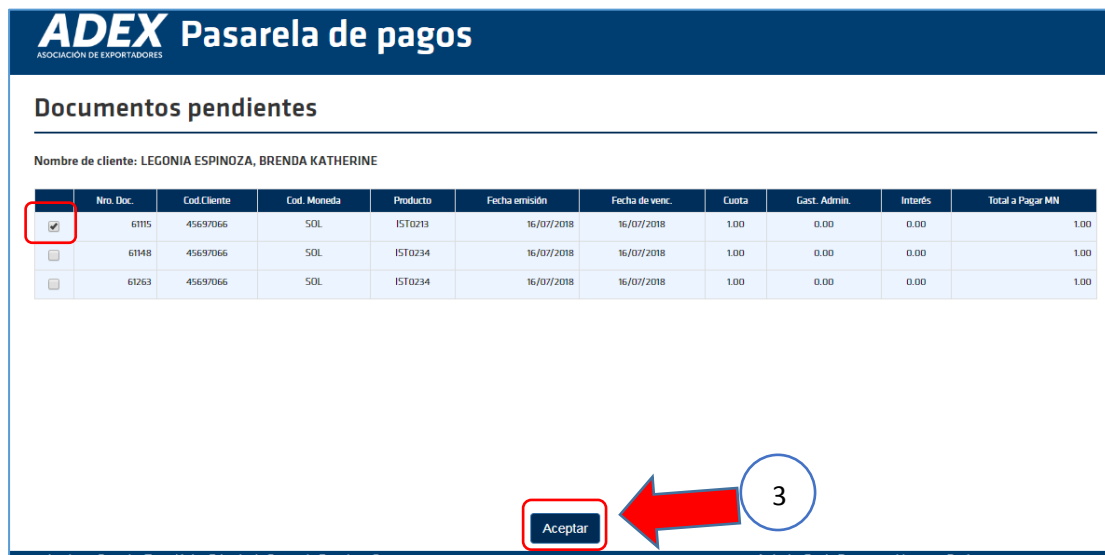 ADEX Pasarela de pagos
ASOCIACIÓN DE EXPORTADORES
Documentos pendientes
Nombre de cliente: LEGONIA ESPINOZA, BRENDA KATHERINE
Nro. Doc. Cod.Cliente Cod. Moneda Producto Fecha emisión Fecha de venc. Cuota Gast. Admin. Interés Total a Pagar MN
61115 45697066 SOL IST0213 16/07/2018 16/07/2018 1.00 0.00 0.00 1.00
61148 45697066 SOL IST0234 16/07/2018 16/07/2018 1.00 0.00 0.00 1.00
61263 45697066 SOL IST0234 16/07/2018 16/07/2018 1.00 0.00 0.00 1.00
3
Aceptar